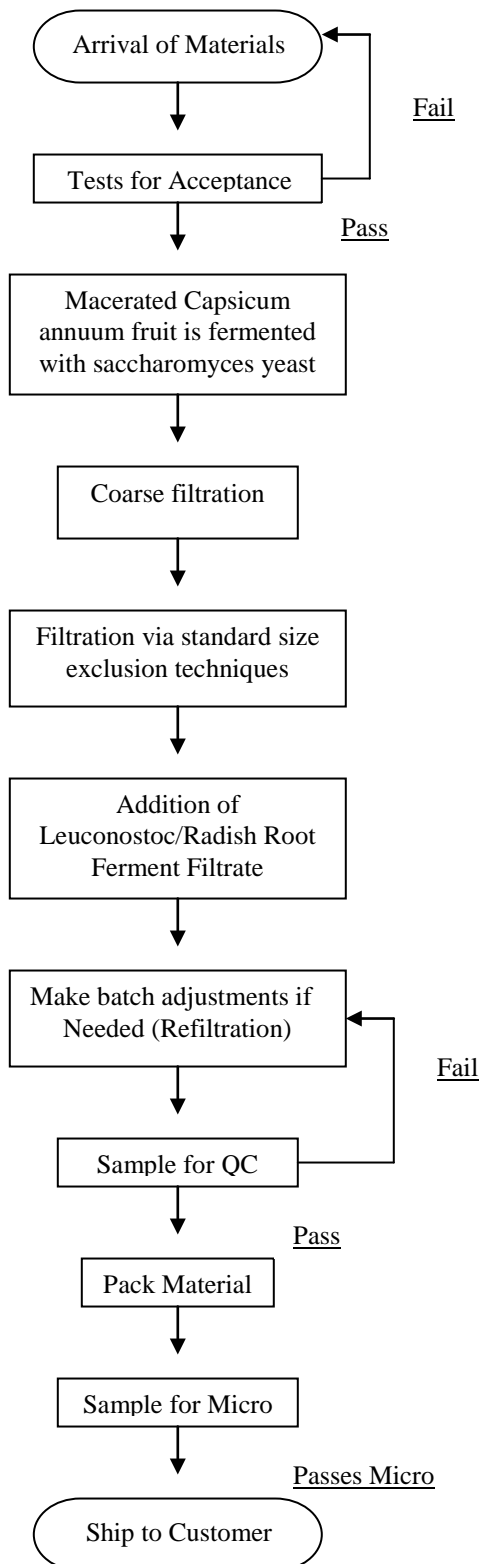 Arrival of Materials
Fail
Tests for Acceptance
Pass
Macerated Capsicum
annuum fruit is fermented
with saccharomyces yeast
Coarse filtration
Filtration via standard size
exclusion techniques
Addition of
Leuconostoc/Radish Root
Ferment Filtrate
Make batch adjustments if
Needed (Refiltration)
Fail
Sample for QC
Pass
Pack Material
Sample for Micro
Passes Micro
Ship to Customer